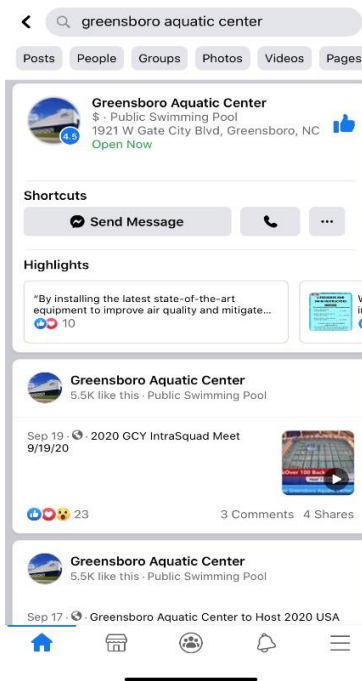 greensboro aquatic center
Posts People Groups Photos Videos Pages
Greensboro Aquatic Center
$ · Public Swimming Pool
1921 W Gate City Blvd, Greensboro, NC
4.5
Open Now
Shortcuts
Send Message
Highlights
"By installing the latest state-of-the-art
equipment to improve air quality and mitigate...
10
Greensboro Aquatic Center
5.5K like this · Public Swimming Pool
Sep 19 · 2020 GCY IntraSquad Meet
9/19/20
23
3 Comments 4 Shares
Greensboro Aquatic Center
5.5K like this · Public Swimming Pool
Sep 17 · Greensboro Aquatic Center to Host 2020 USA